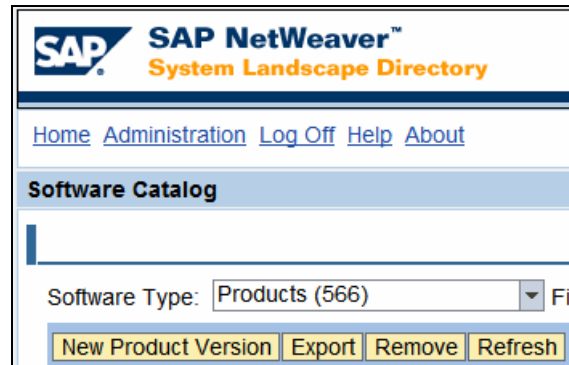 SAP
SAP NetWeaver™
System Landscape Directory
Home Administration Log Off Help About
Software Catalog
Software Type: Products (566)
New Product Version Export Remove Refresh